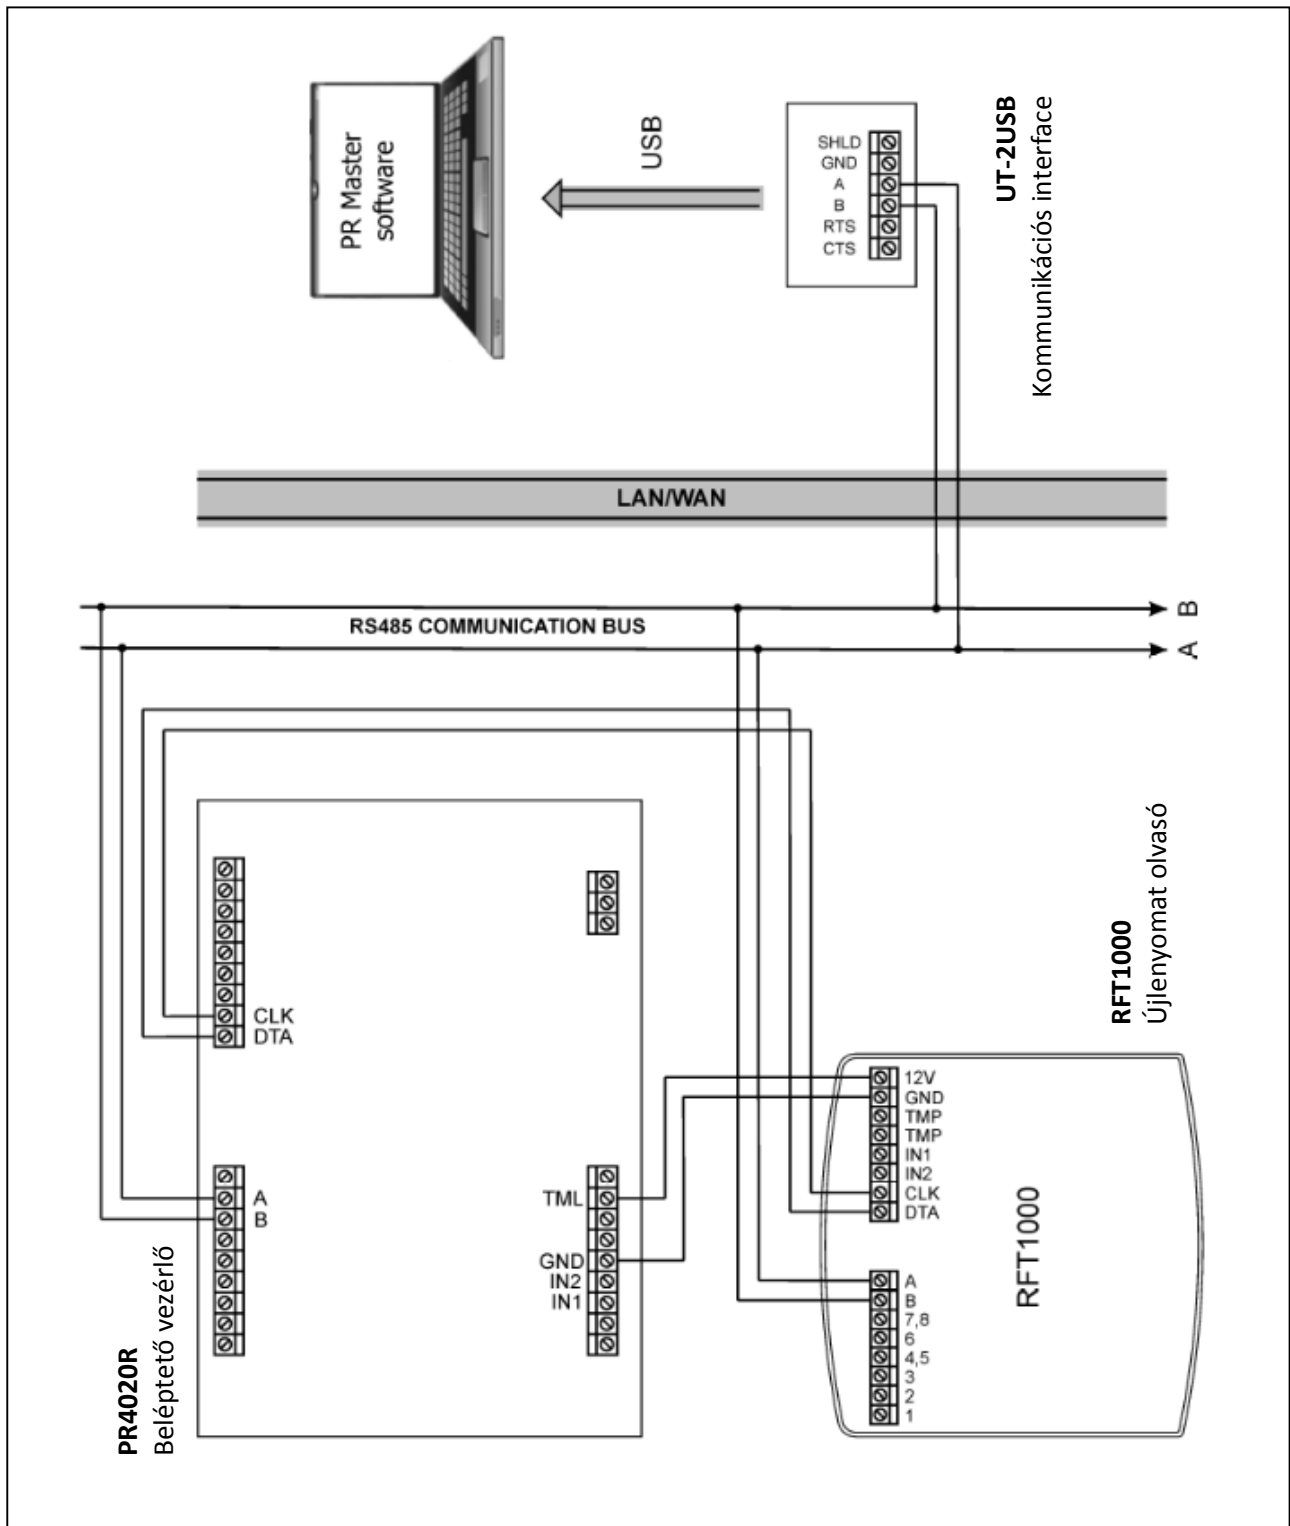 PR Master
software
USB
SHLD
GND
A
B
RTS
CTS
UT-2USB
Kommunikációs interface
LAN/WAN
B
RS485 COMMUNICATION BUS
A
CLK
DTA
A
B
TML
GND
IN2
IN1
PR4020R
Beléptető vezérlő
RFT1000
Újlenyomat olvasó
12V
GND
TMP
TMP
IN1
IN2
CLK
DTA
A
B
7,8
6
4,5
3
2
1
RFT1000